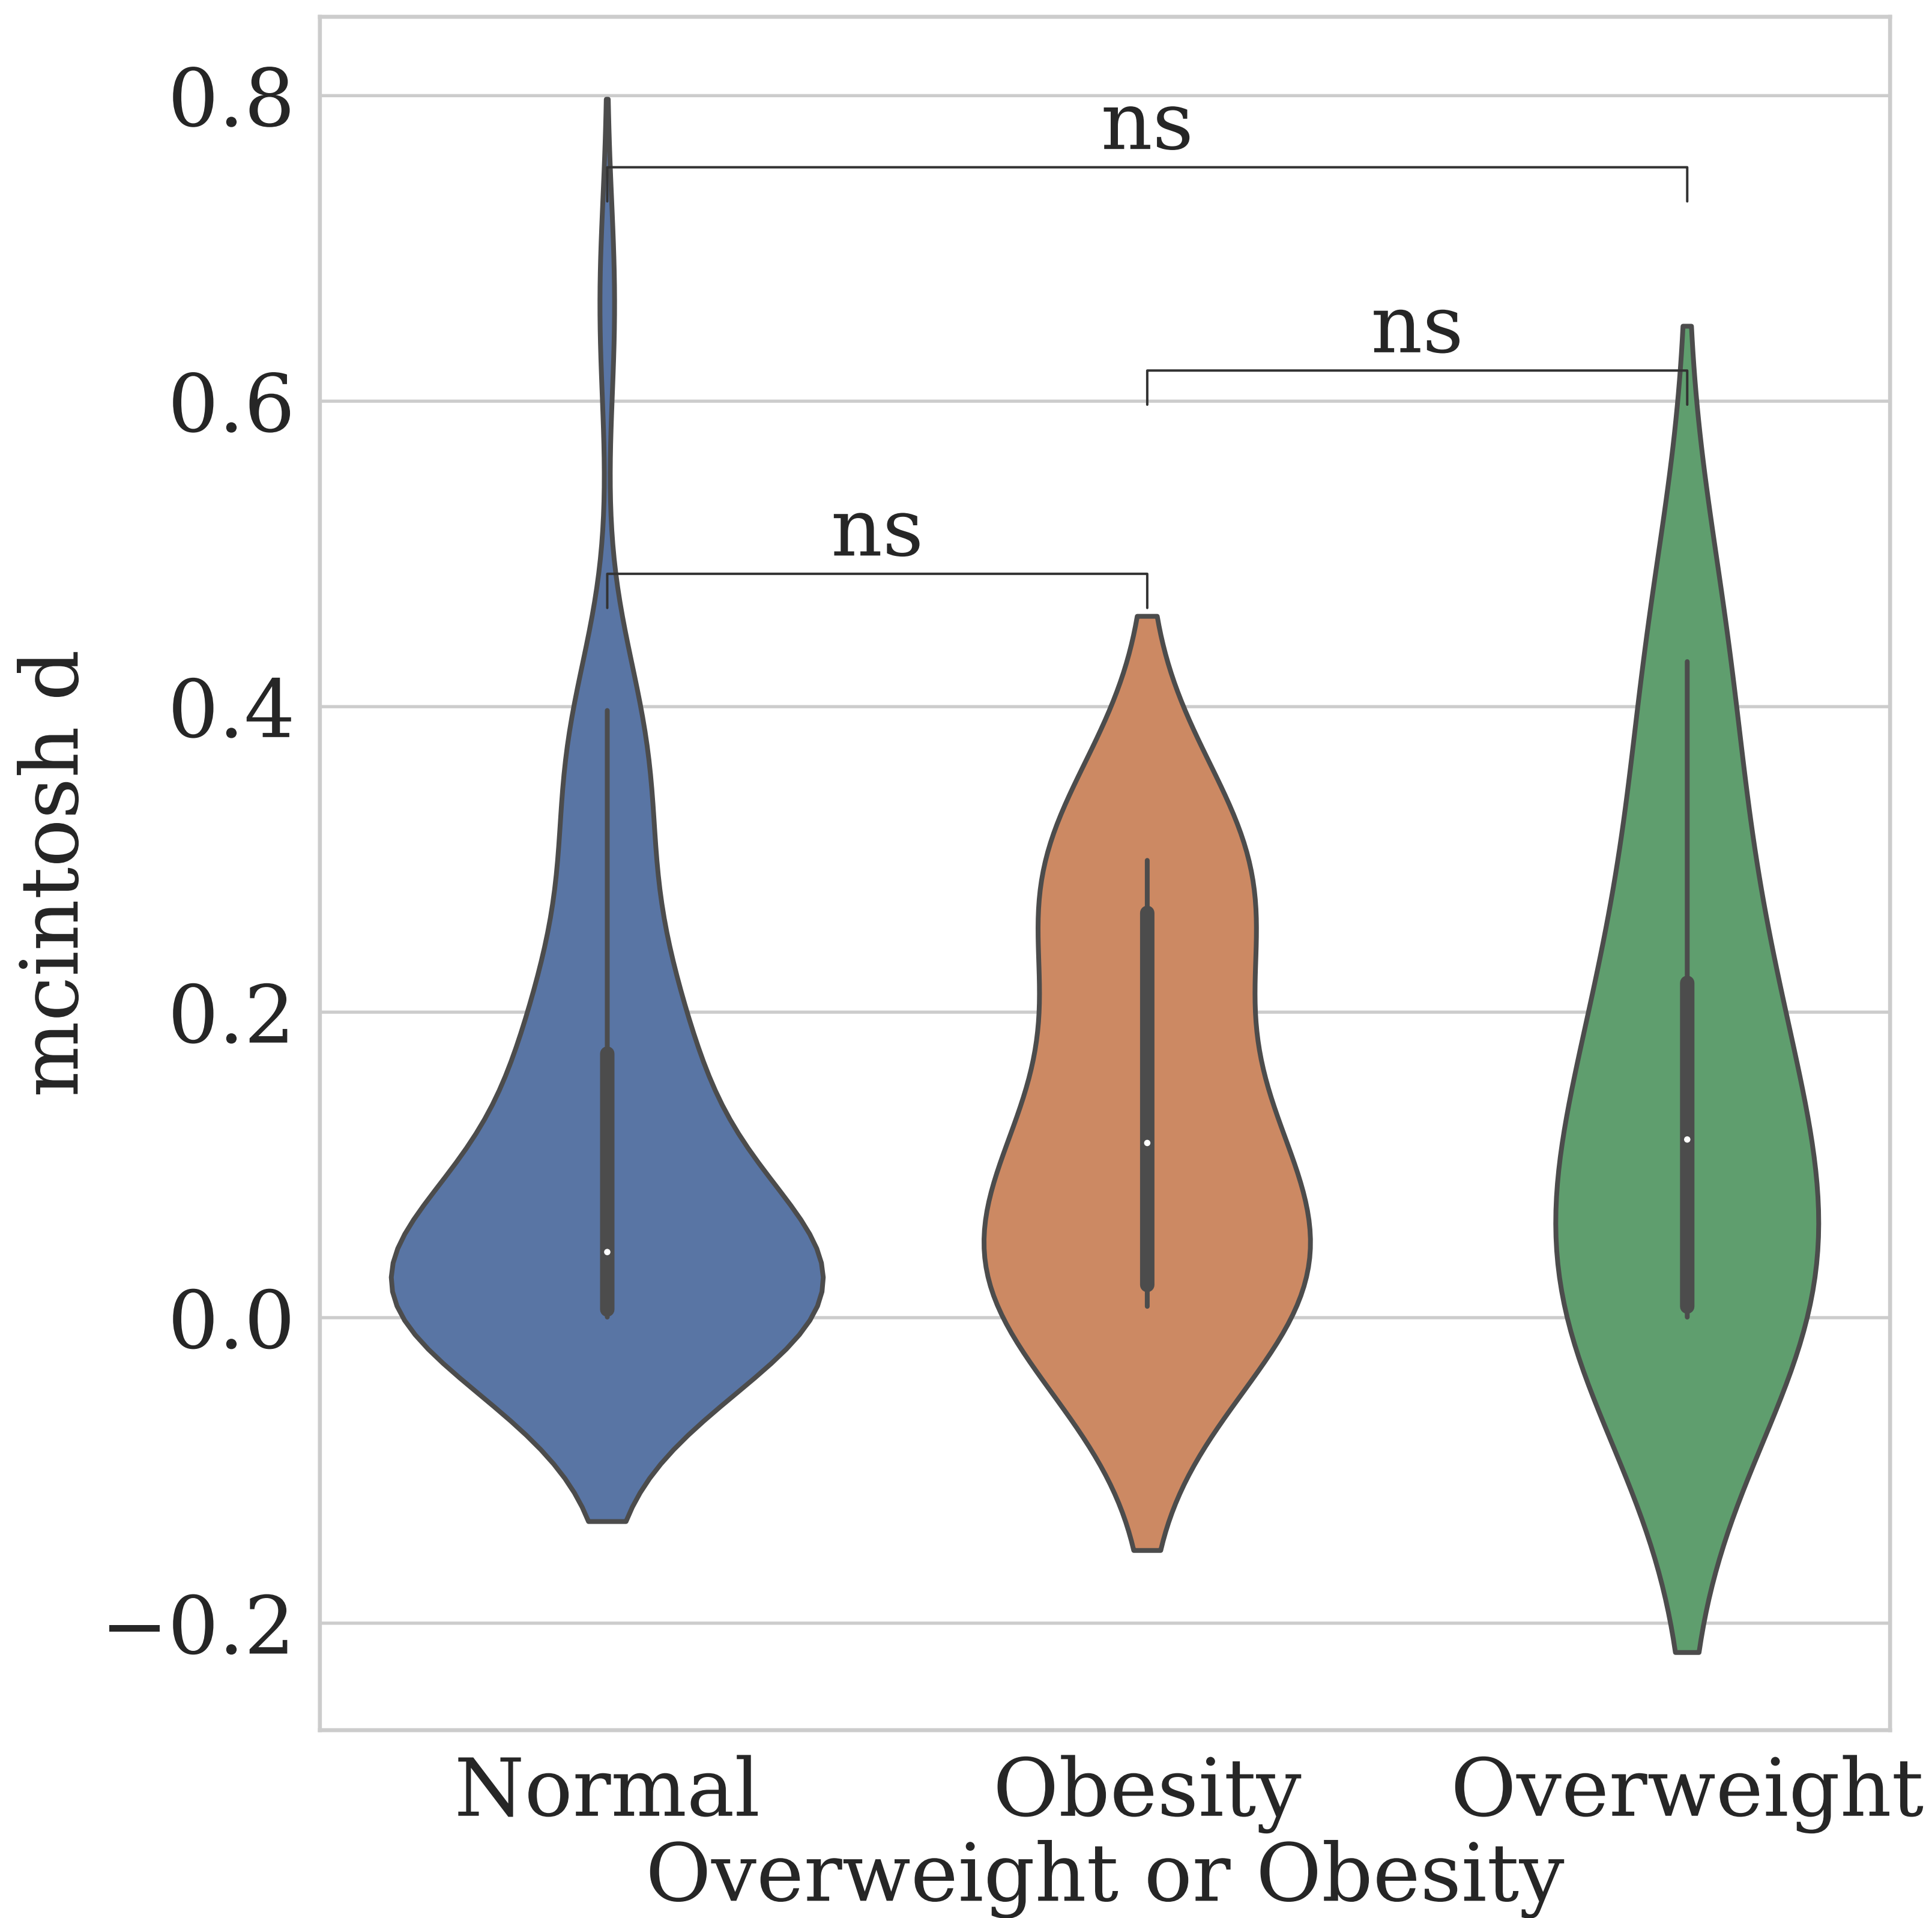 0.8
ns
ns
0.6
ns
0.4
mcintosh d
0.2
0.0
−0.2
Normal Obesity Overweight
Overweight or Obesity